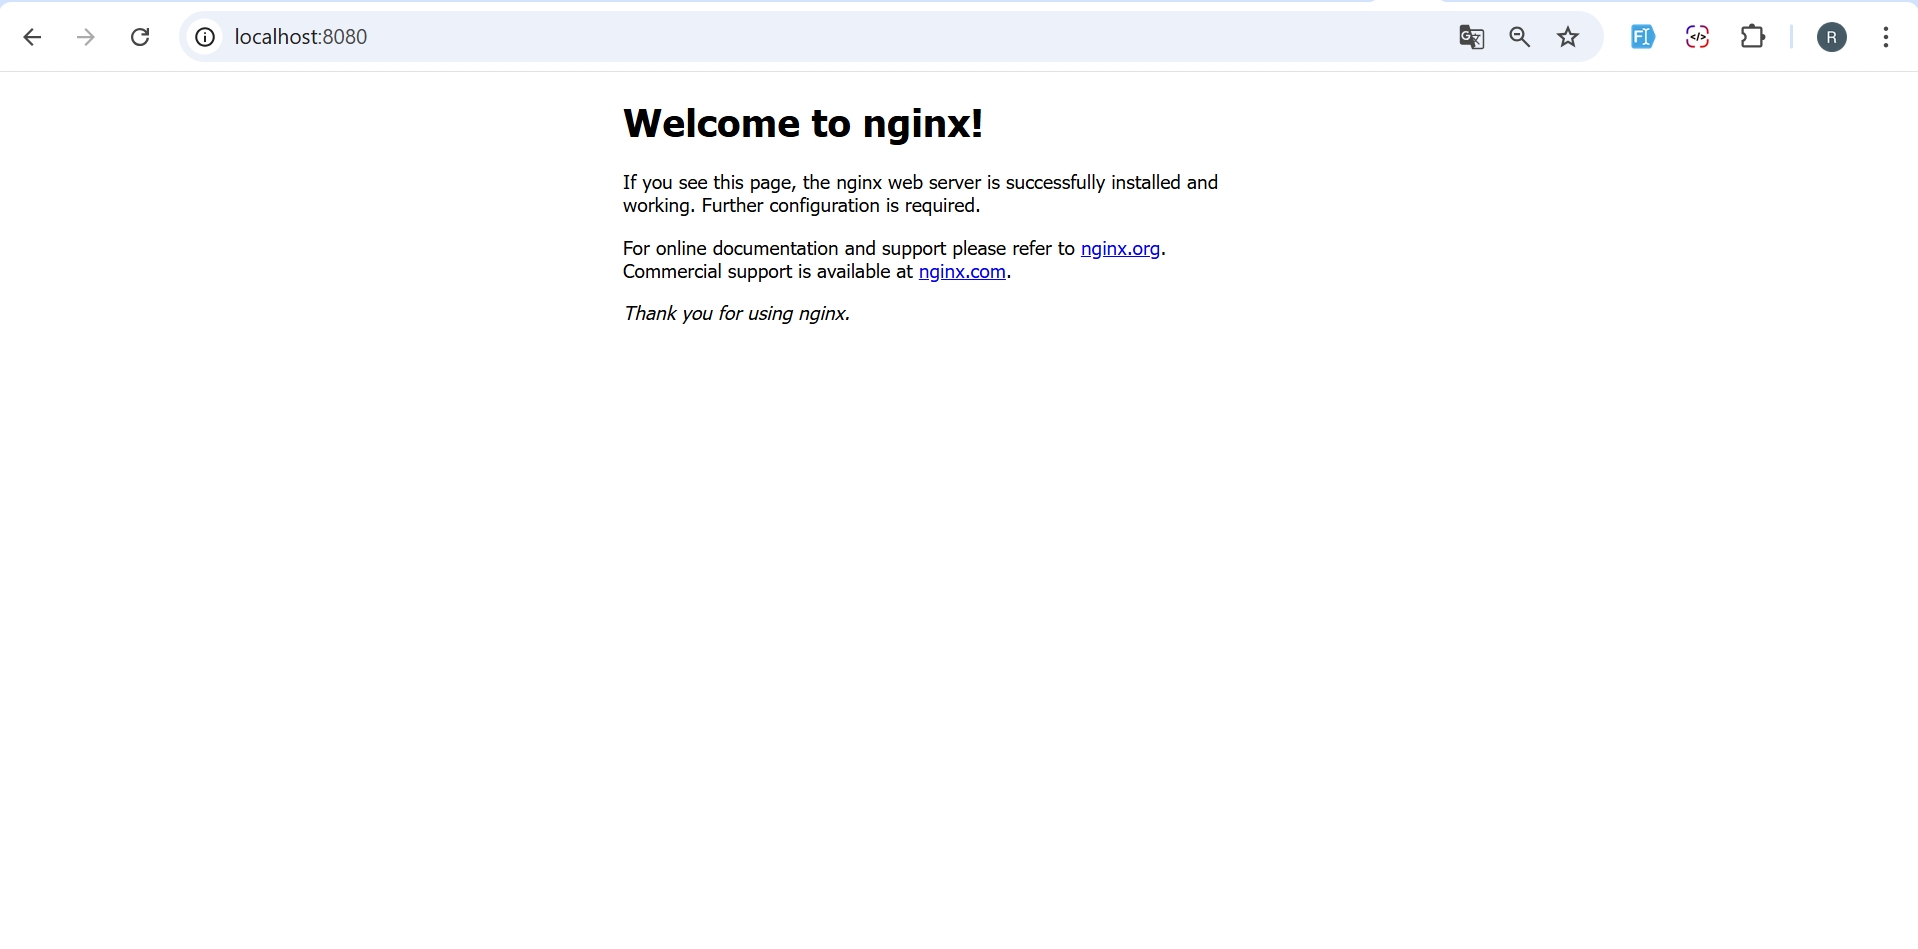 localhost:8080
R
Welcome to nginx!
If you see this page, the nginx web server is successfully installed and
working. Further configuration is required.
For online documentation and support please refer to nginx.org.
Commercial support is available at nginx.com.
Thank you for using nginx.